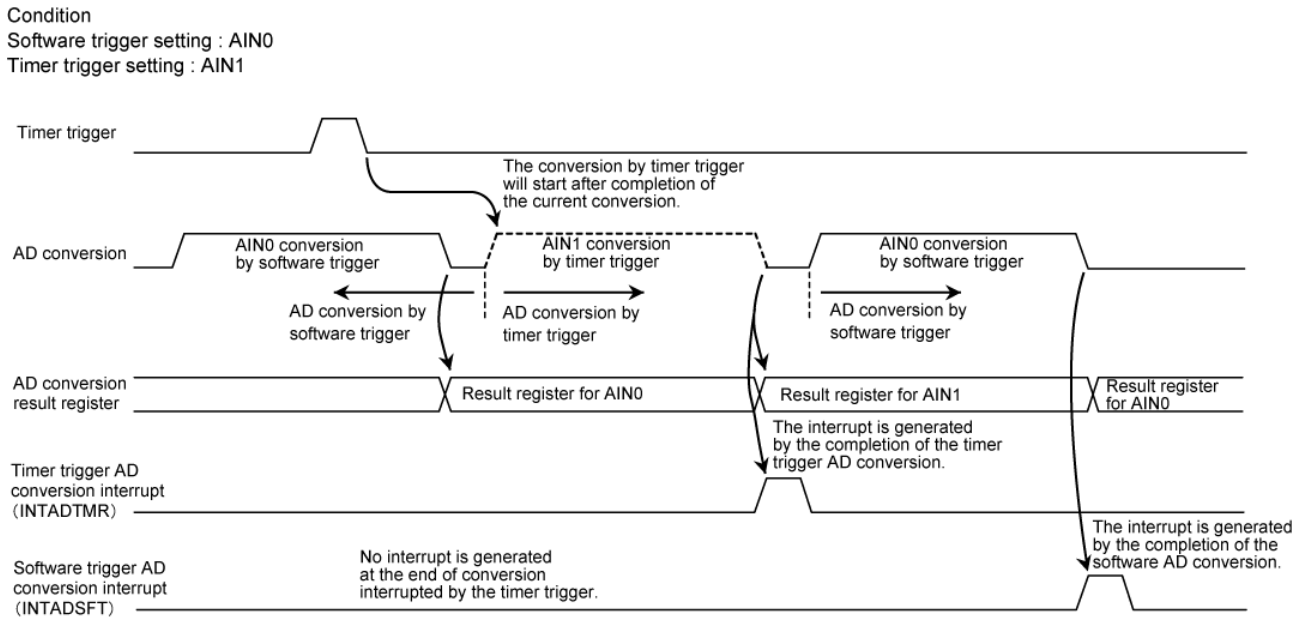 Condition
Software trigger setting : AIN0
Timer trigger setting : AIN1
Timer trigger
The conversion by timer trigger
will start after completion of
the current conversion.
AD conversion
AIN0 conversion
by software trigger
AIN1 conversion
by timer trigger
AIN0 conversion
by software trigger
AD conversion by
software trigger
AD conversion by
timer trigger
AD conversion by
software trigger
AD conversion
result register
Result register for AIN0
Result register for AIN1
Result register
for AIN0
The interrupt is generated
by the completion of the timer
trigger AD conversion.
Timer trigger AD
conversion interrupt
(INTADTMR)
The interrupt is generated
by the completion of the
software AD conversion.
Software trigger AD
conversion interrupt
(INTADSFT)
No interrupt is generated
at the end of conversion
interrupted by the timer trigger.